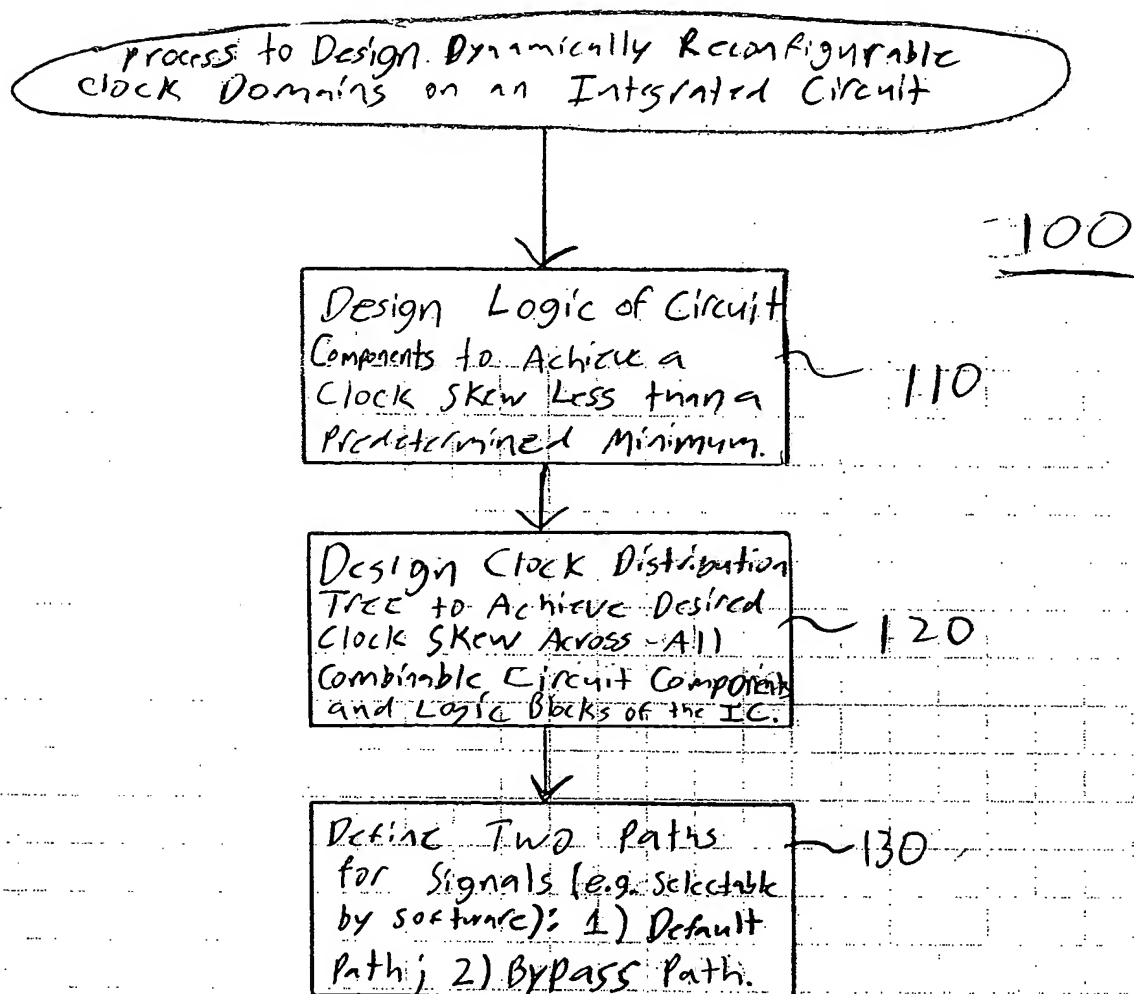 process to Design Dynamically Reconfigurable
clock Domains on an Integrated Circuit
100
Design Logic of Circuit
Components to Achieve a
Clock Skew Less than a
Predetermined Minimum.
110
Design Clock Distribution
Tree to Achieve Desired
Clock Skew Across All
Combinable Circuit Components
and Logic Blocks of the IC.
120
Define Two Paths
for Signals (e.g. Selectable
by software): 1) Default
Path; 2) Bypass Path.
130